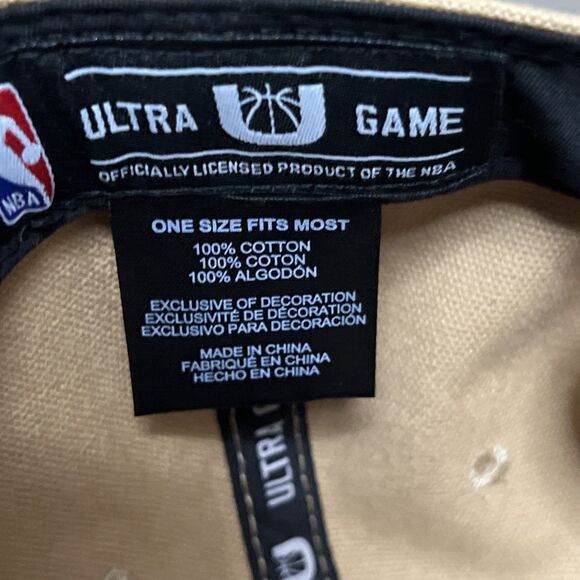 ULTRA GAME
OFFICIALLY LICENSED PRODUCT OF THE NBA
NBA
ONE SIZE FITS MOST
100% COTTON
100% COTON
100% ALGODÓN
EXCLUSIVE OF DECORATION
EXCLUSIVITÉ DE DÉCORATION
EXCLUSIVO PARA DECORACIÓN
MADE IN CHINA
FABRIQUÉ EN CHINA
HECHO EN CHINA
ULTRA